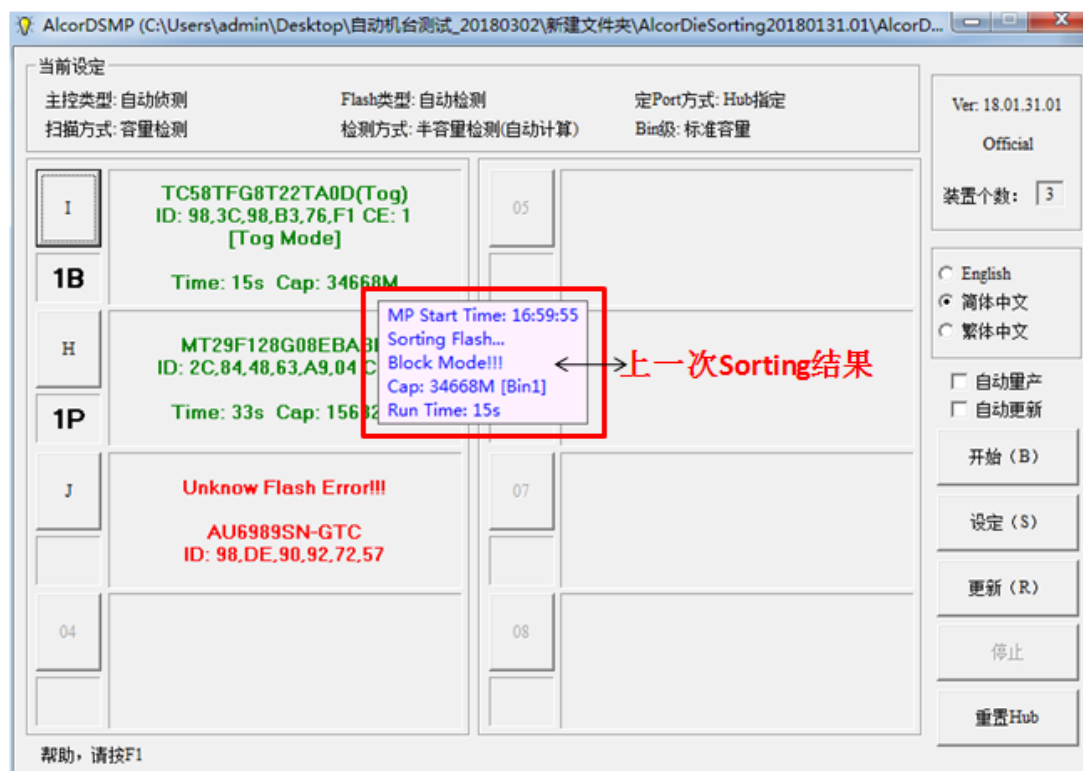 AlcorDSMP (C:\Users\admin\Desktop\自动机台测试_20180302\新建文件夹\AlcorDieSorting20180131.01\AlcorD...
当前设定
主控类型: 自动侦测 Flash类型: 自动检测 定Port方式: Hub指定
扫描方式: 容量检测 检测方式: 半容量检测(自动计算) Bin级: 标准容量
Ver: 18.01.31.01
Official
装置个数: 3
I
1B
TC58TFG8T22TA0D(Tog)
ID: 98,3C,98,B3,76,F1 CE: 1
[Tog Mode]
Time: 15s Cap: 34668M
H
1P
MT29F128G08EBA
ID: 2C,84,48,63,A9,04 C
Time: 33s Cap: 1568
MP Start Time: 16:59:55
Sorting Flash...
Block Mode!!!
Cap: 34668M [Bin1]
Run Time: 15s
上一次Sorting结果
J
Unknow Flash Error!!!
AU6989SN-GTC
ID: 98,DE,90,92,72,57
04
05
07
08
English
简体中文
繁体中文
自动量产
自动更新
开始(B)
设定(S)
更新(R)
停止
重置Hub
帮助，请按F1